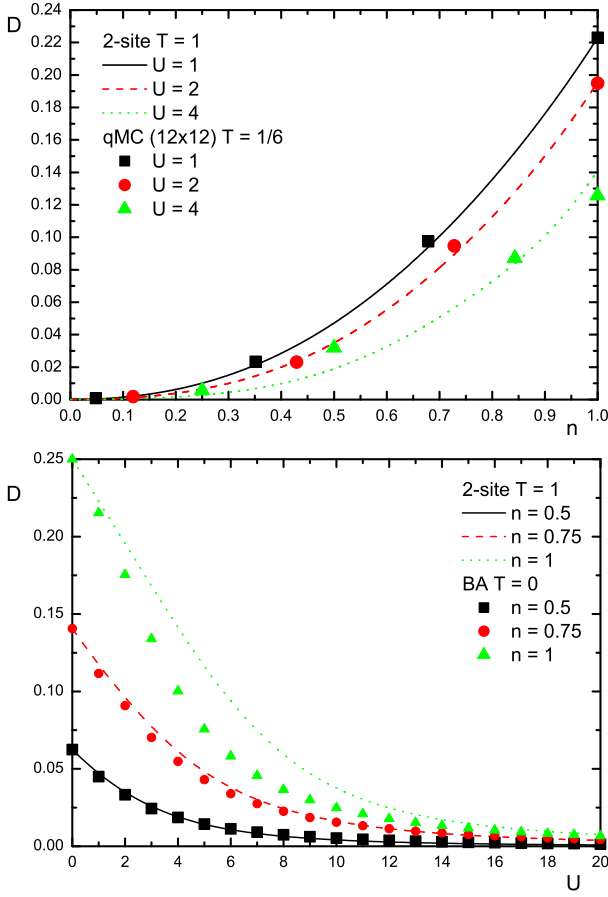 D
0.24
0.22
0.20
0.18
0.16
0.14
0.12
0.10
0.08
0.06
0.04
0.02
0.00
2-site T = 1
U = 1
U = 2
U = 4
qMC (12x12) T = 1/6
U = 1
U = 2
U = 4
0.0 0.1 0.2 0.3 0.4 0.5 0.6 0.7 0.8 0.9 1.0
n
D
0.25
0.20
0.15
0.10
0.05
0.00
2-site T = 1
n = 0.5
n = 0.75
n = 1
BA T = 0
n = 0.5
n = 0.75
n = 1
0 2 4 6 8 10 12 14 16 18 20
U